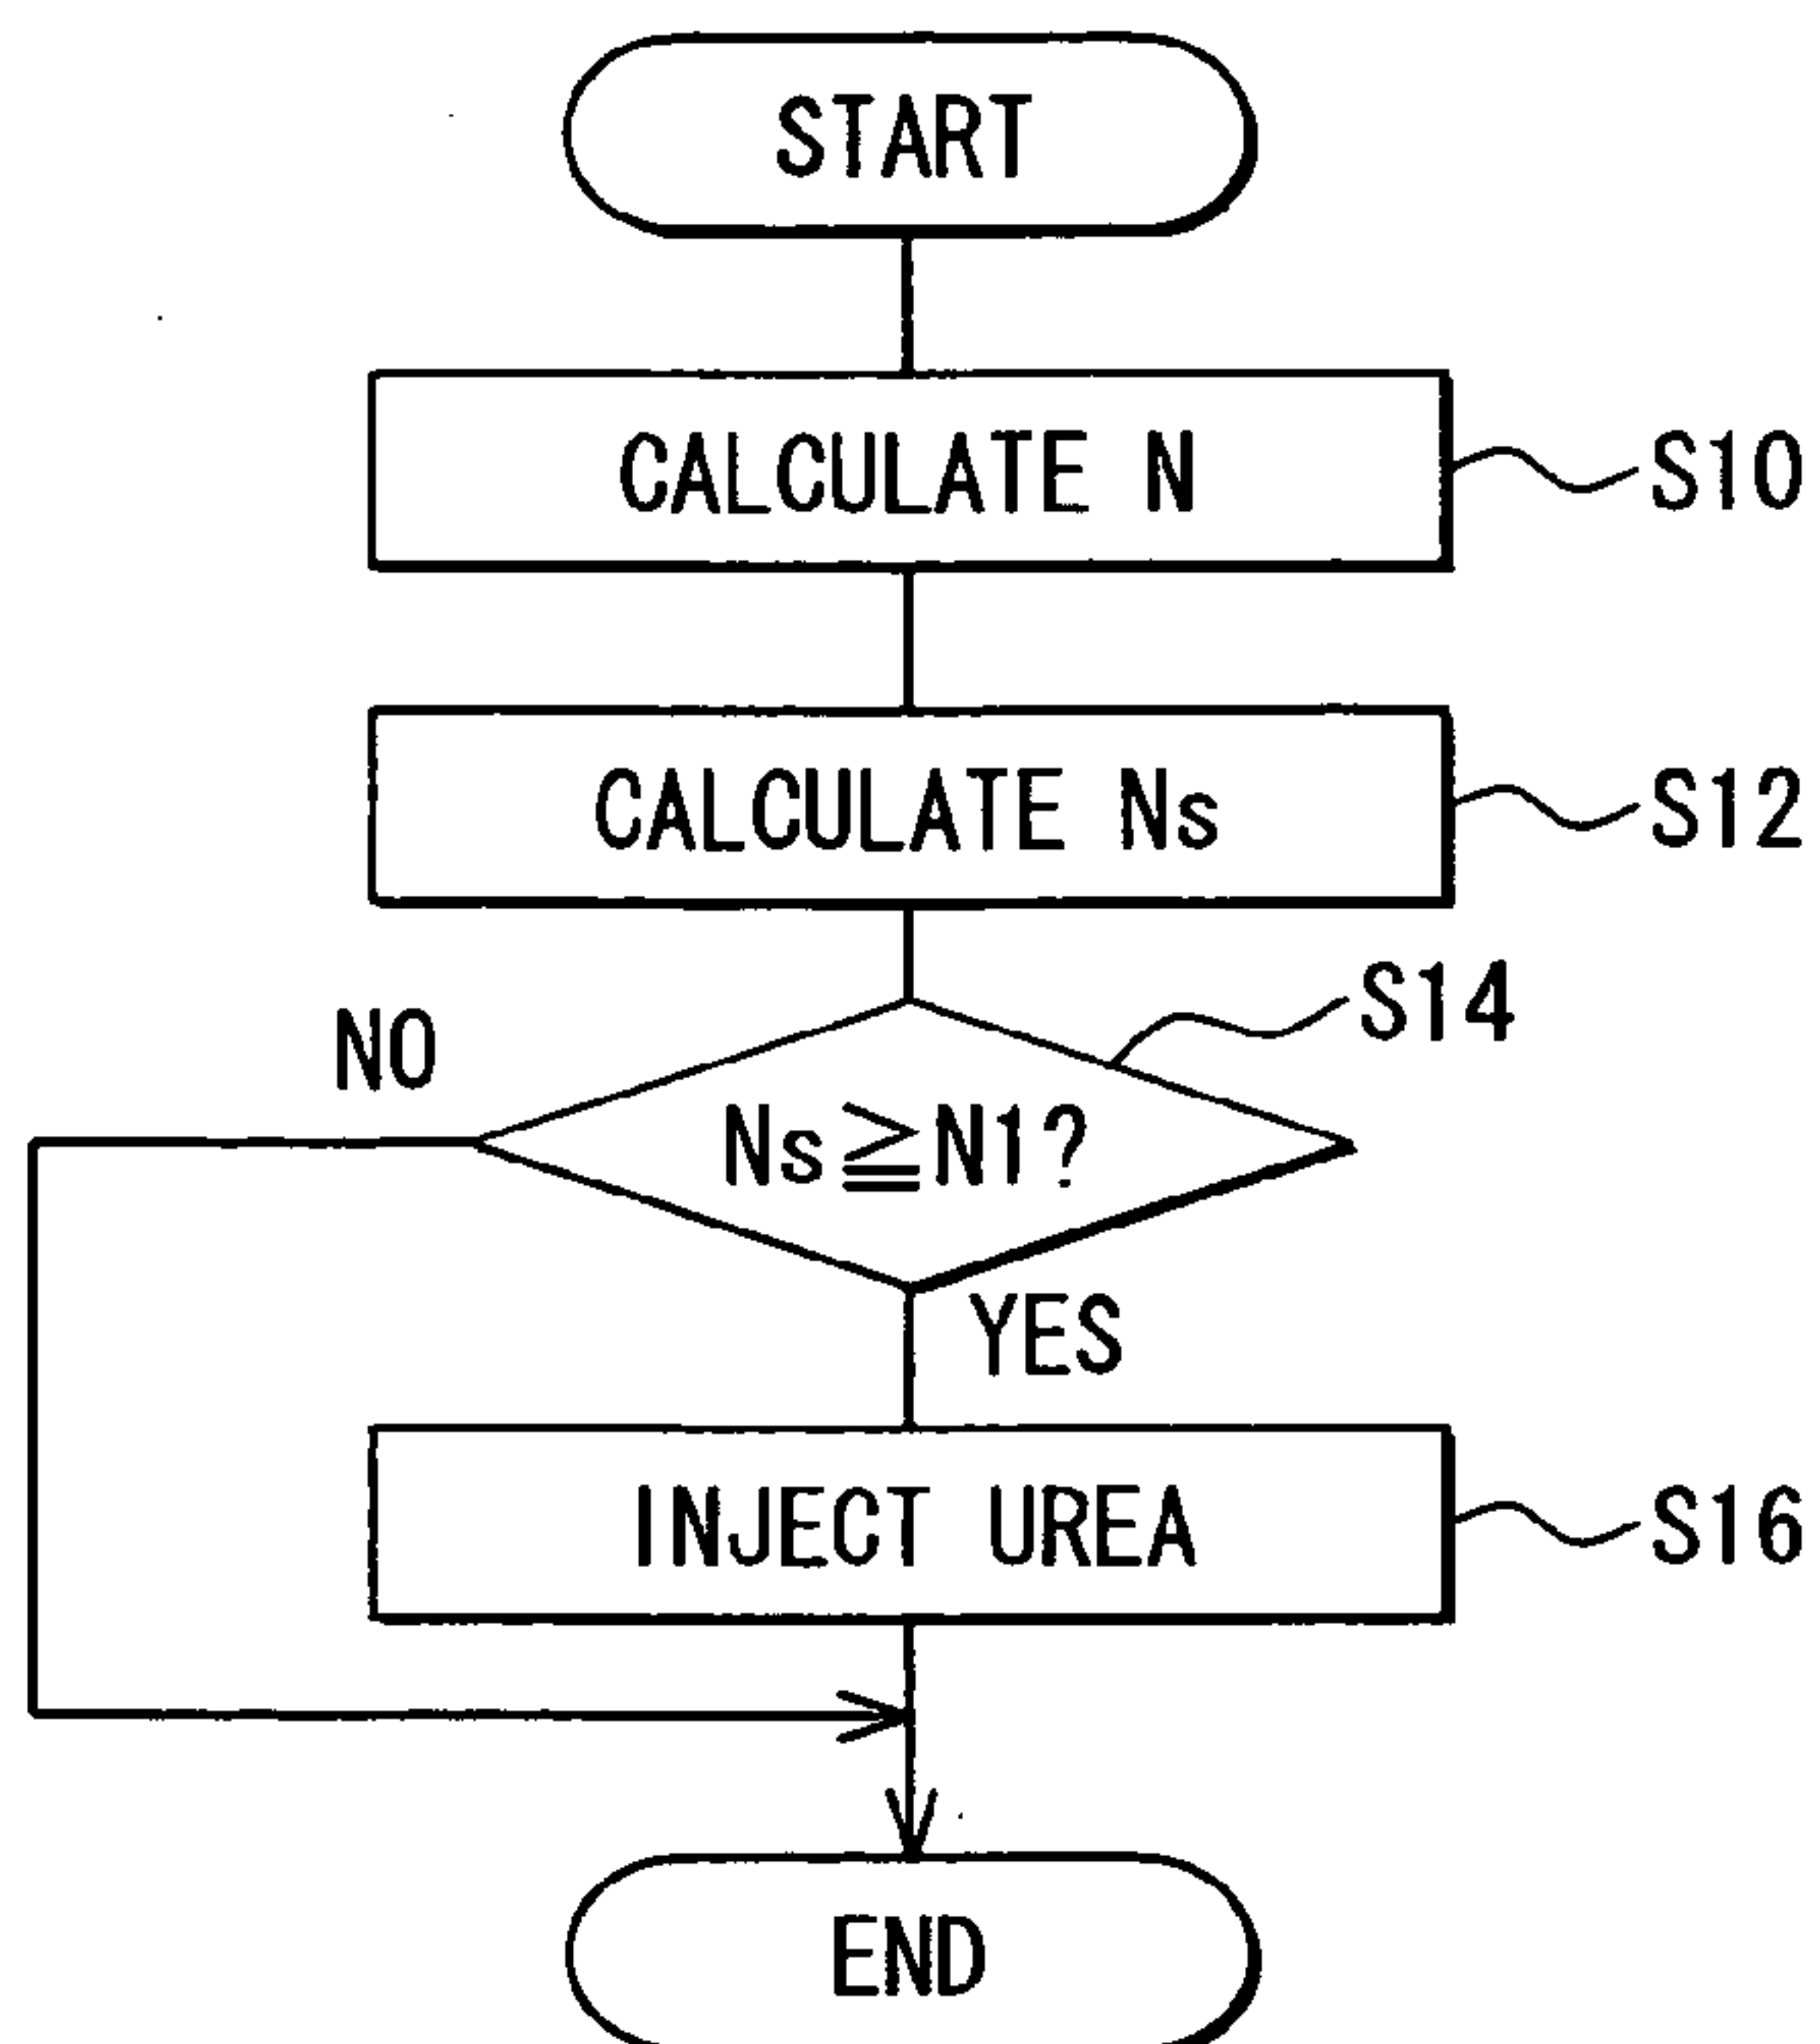 START
CALCULATE N
S10
CALCULATE Ns
S12
S14
NO
Ns≧N1?
YES
INJECT UREA
S16
END